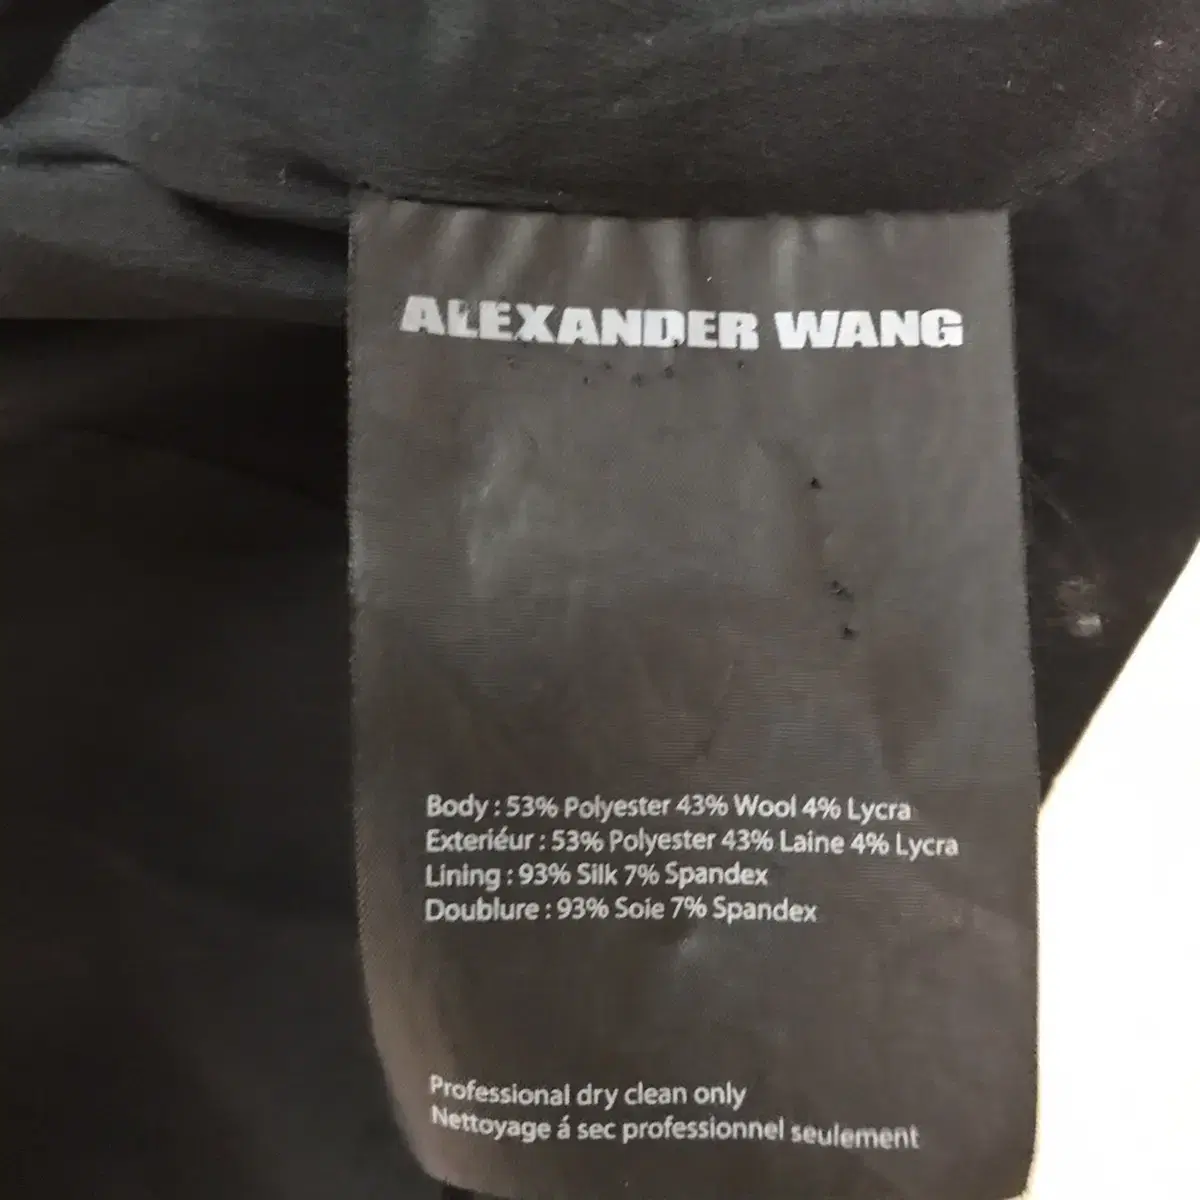 ALEXANDER WANG
Body : 53% Polyester 43% Wool 4% Lycra
Exteriéur : 53% Polyester 43% Laine 4% Lycra
Lining : 93% Silk 7% Spandex
Doublure : 93% Soie 7% Spandex
Professional dry clean only
Nettoyage á sec professionnel seulement